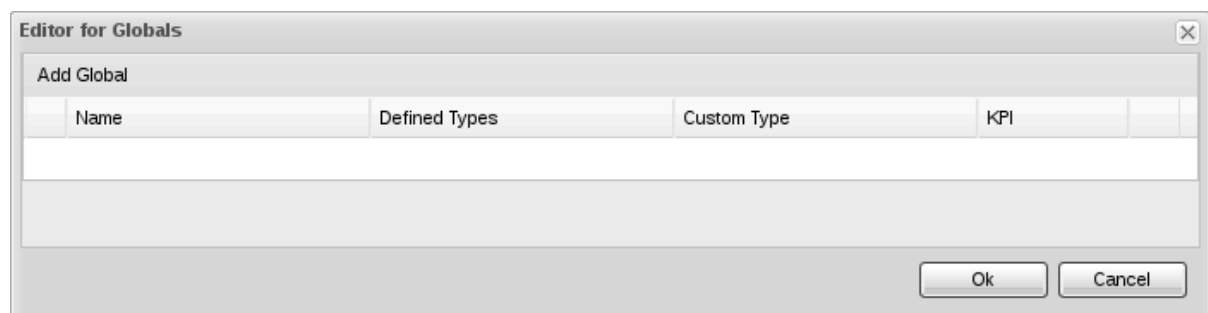 Editor for Globals
Add Global
Name Defined Types Custom Type KPI
Ok Cancel